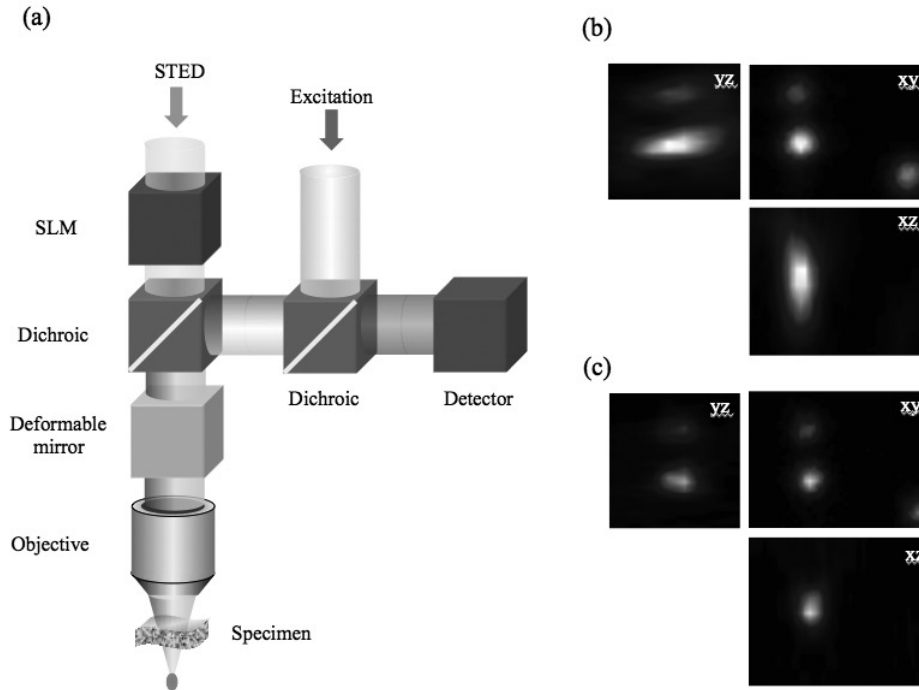 (a)
STED
Excitation
SLM
Dichroic
Dichroic
Detector
Deformable
mirror
Objective
Specimen
(b)
yz
xy
xz
(c)
yz
xy
xz